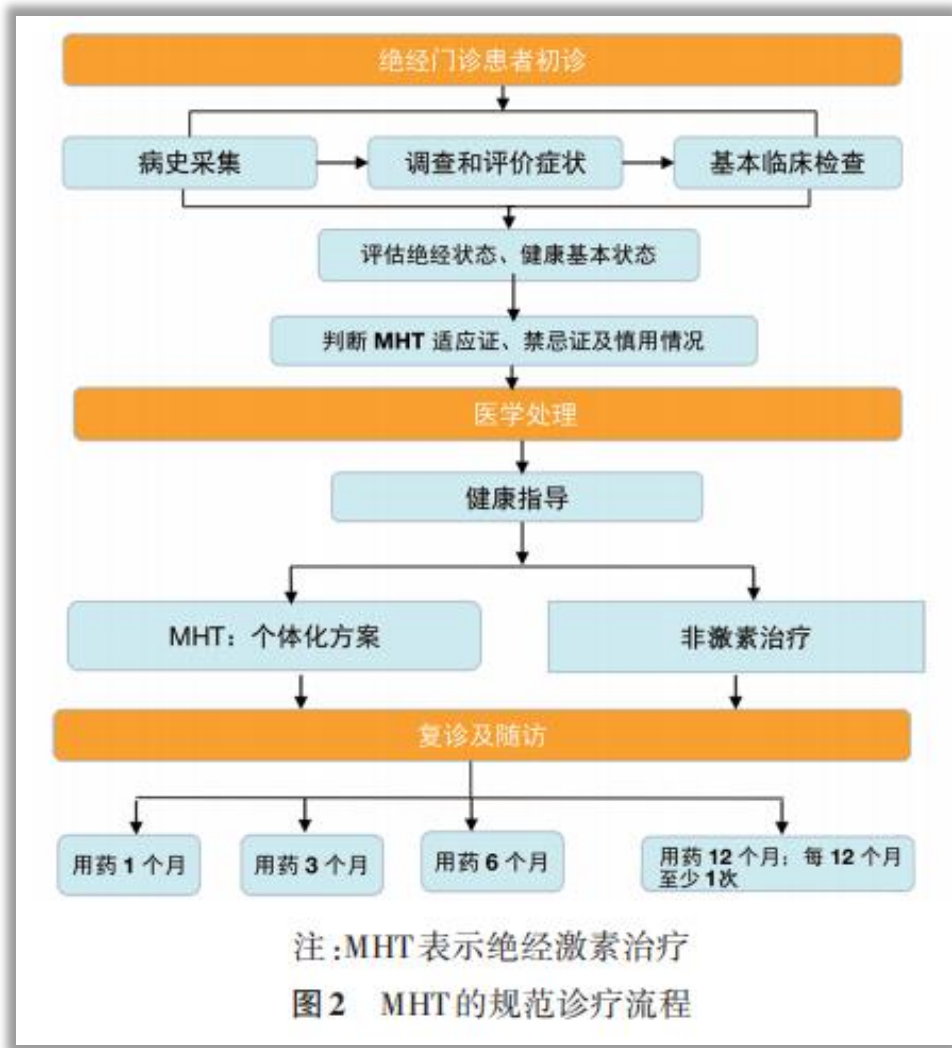 绝经门诊患者初诊
病史采集
调查和评价症状
基本临床检查
评估绝经状态、健康基本状态
判断 MHT 适应证、禁忌证及慎用情况
医学处理
健康指导
MHT：个体化方案
非激素治疗
复诊及随访
用药 1 个月
用药 3 个月
用药 6 个月
用药 12 个月；每 12 个月
至少 1次
注:MHT表示绝经激素治疗
图2 MHT的规范诊疗流程